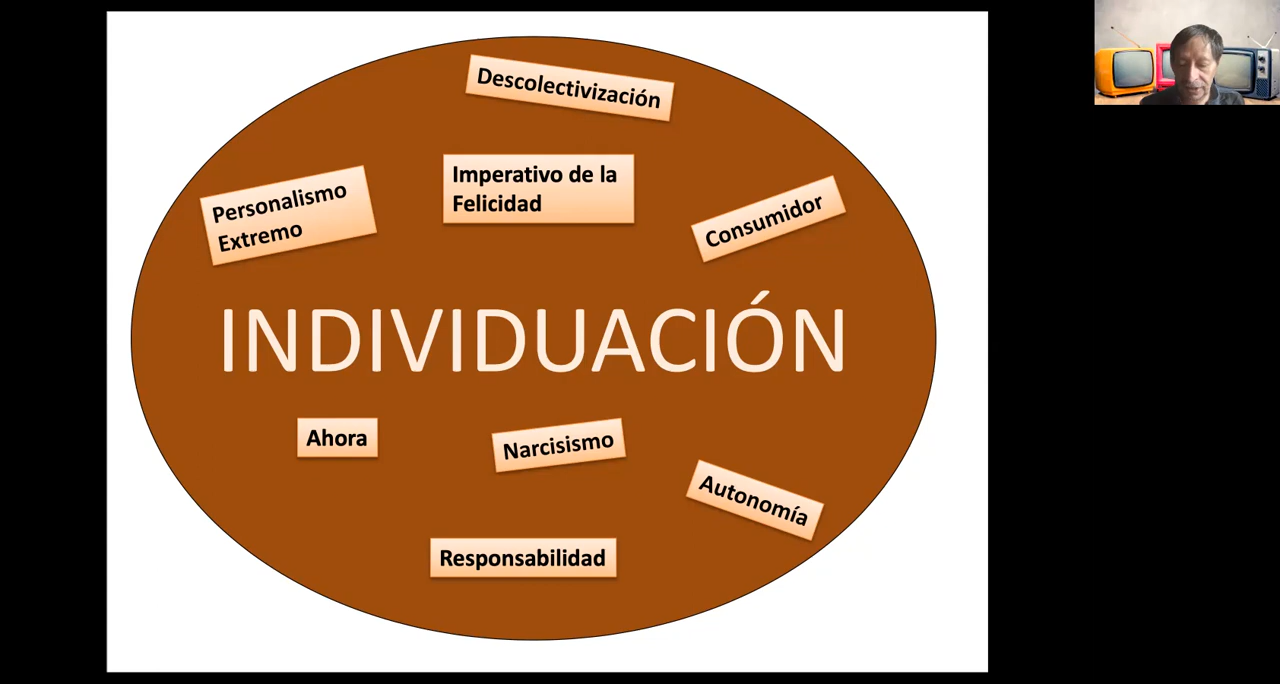 Descolectivización
Imperativo de la
Felicidad
Personalismo
Extremo
Consumidor
INDIVIDUACIÓN
Ahora
Narcisismo
Autonomía
Responsabilidad